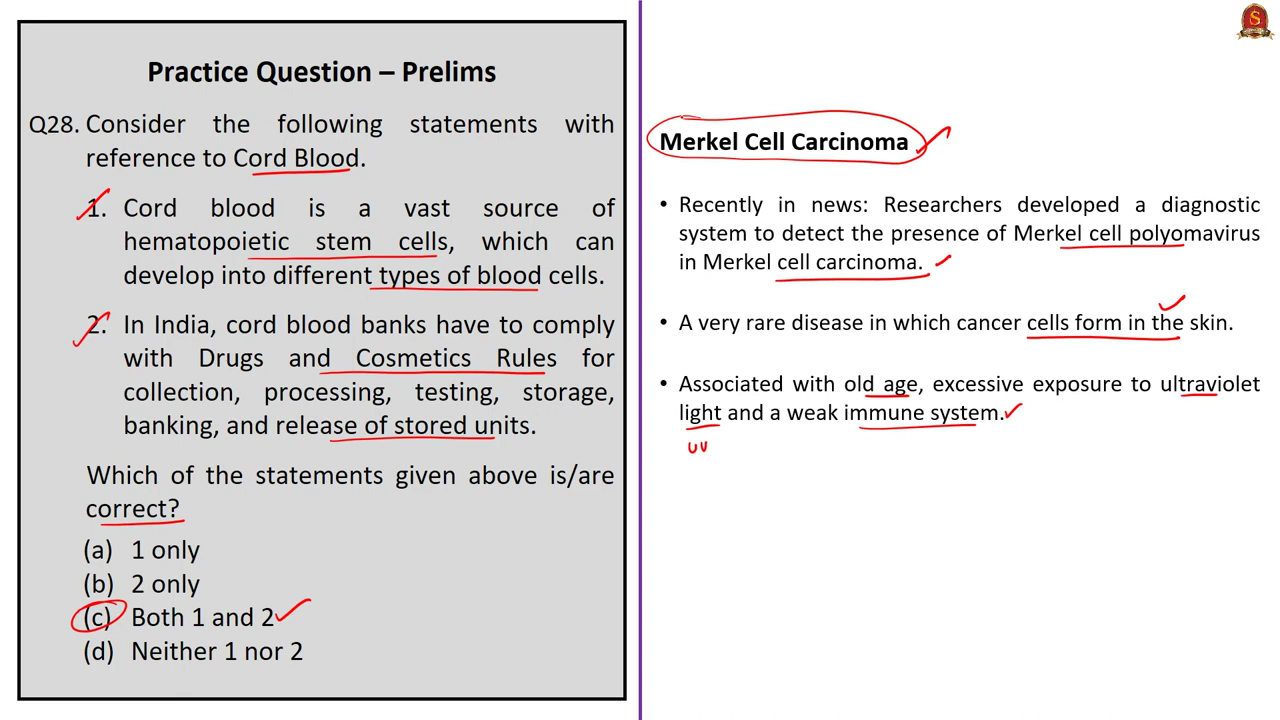 Practice Question – Prelims
Q28. Consider the following statements with
reference to Cord Blood.
1. Cord blood is a vast source of
hematopoietic stem cells, which can
develop into different types of blood cells.
2. In India, cord blood banks have to comply
with Drugs and Cosmetics Rules for
collection, processing, testing, storage,
banking, and release of stored units.
Which of the statements given above is/are
correct?
(a) 1 only
(b) 2 only
(c) Both 1 and 2
(d) Neither 1 nor 2
Merkel Cell Carcinoma
• Recently in news: Researchers developed a diagnostic
system to detect the presence of Merkel cell polyomavirus
in Merkel cell carcinoma.
• A very rare disease in which cancer cells form in the skin.
• Associated with old age, excessive exposure to ultraviolet
light and a weak immune system.
UV